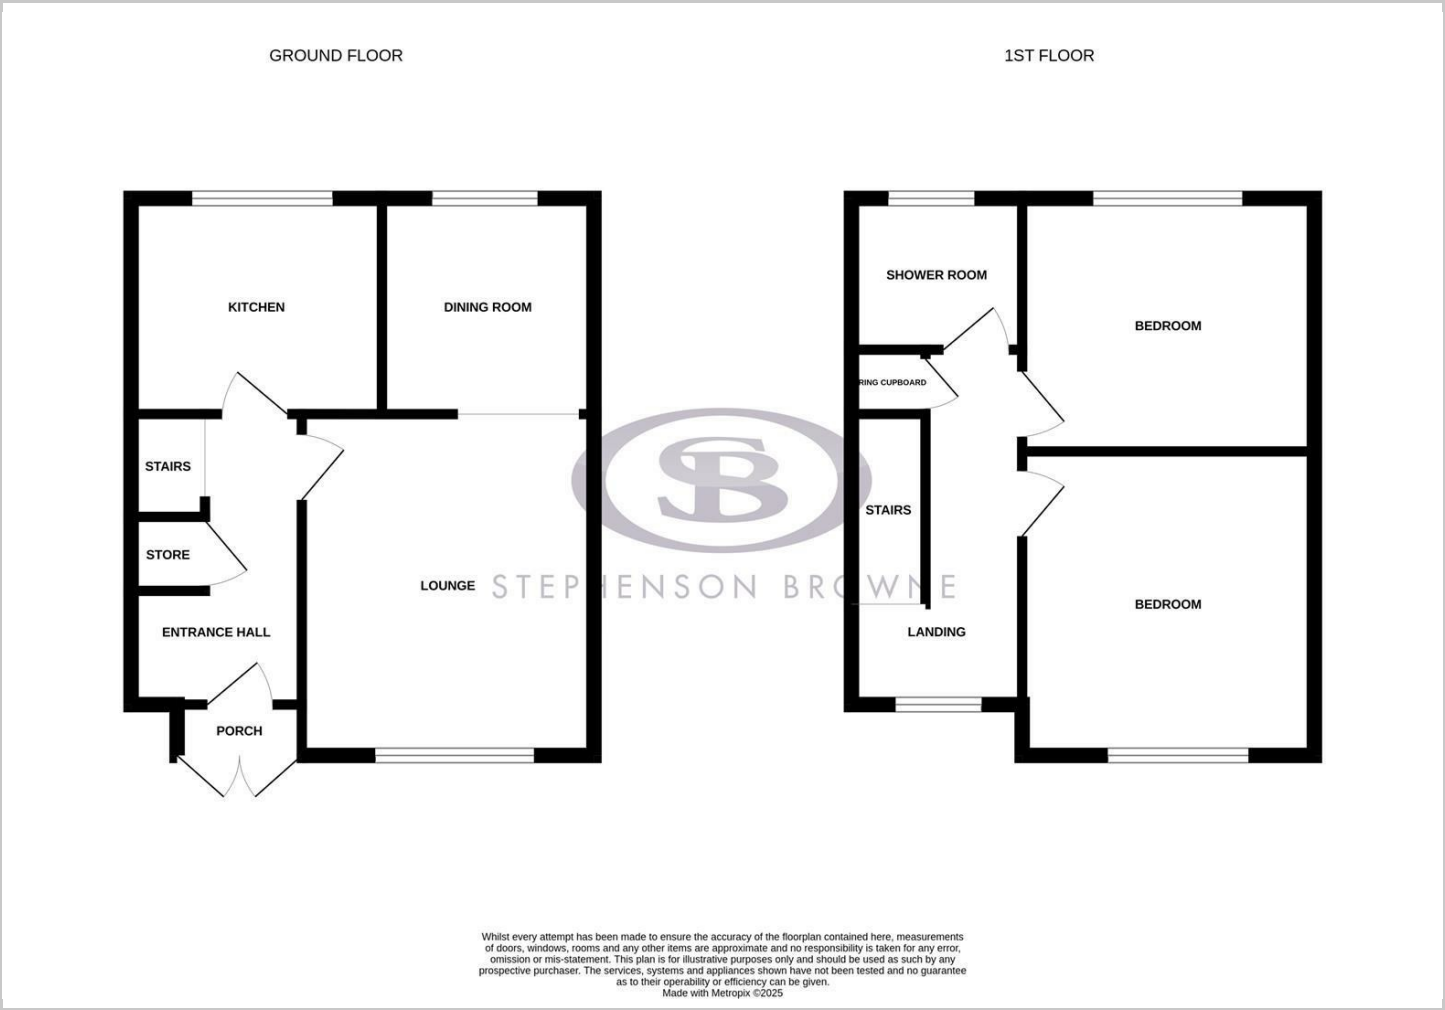 GROUND FLOOR
1ST FLOOR
KITCHEN
DINING ROOM
STAIRS
STORE
LOUNGE
ENTRANCE HALL
PORCH
SHOWER ROOM
BEDROOM
RING CUPBOARD
STAIRS
BEDROOM
LANDING
SB
STEPHENSON BROWNE
Whilst every attempt has been made to ensure the accuracy of the floorplan contained here, measurements
of doors, windows, rooms and any other items are approximate and no responsibility is taken for any error,
omission or mis-statement. This plan is for illustrative purposes only and should be used as such by any
prospective purchaser. The services, systems and appliances shown have not been tested and no guarantee
as to their operability or efficiency can be given.
Made with Metropix ©2025